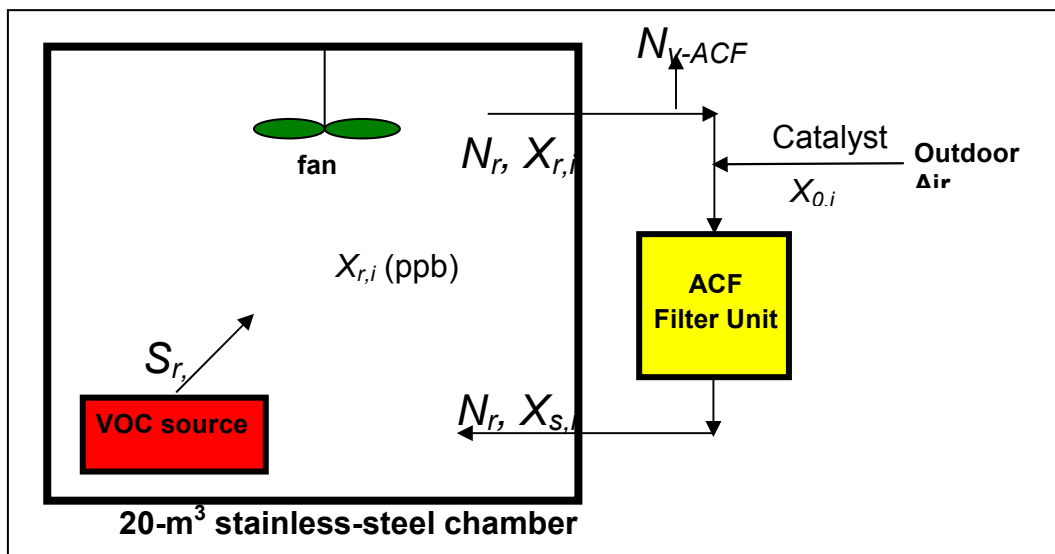 N_v-ACF
fan
N_r, X_r,i
Catalyst
Outdoor
X_0,i
X_r,i (ppb)
ACF
Filter Unit
S_r,
VOC source
N_r, X_s,i
20-m³ stainless-steel chamber